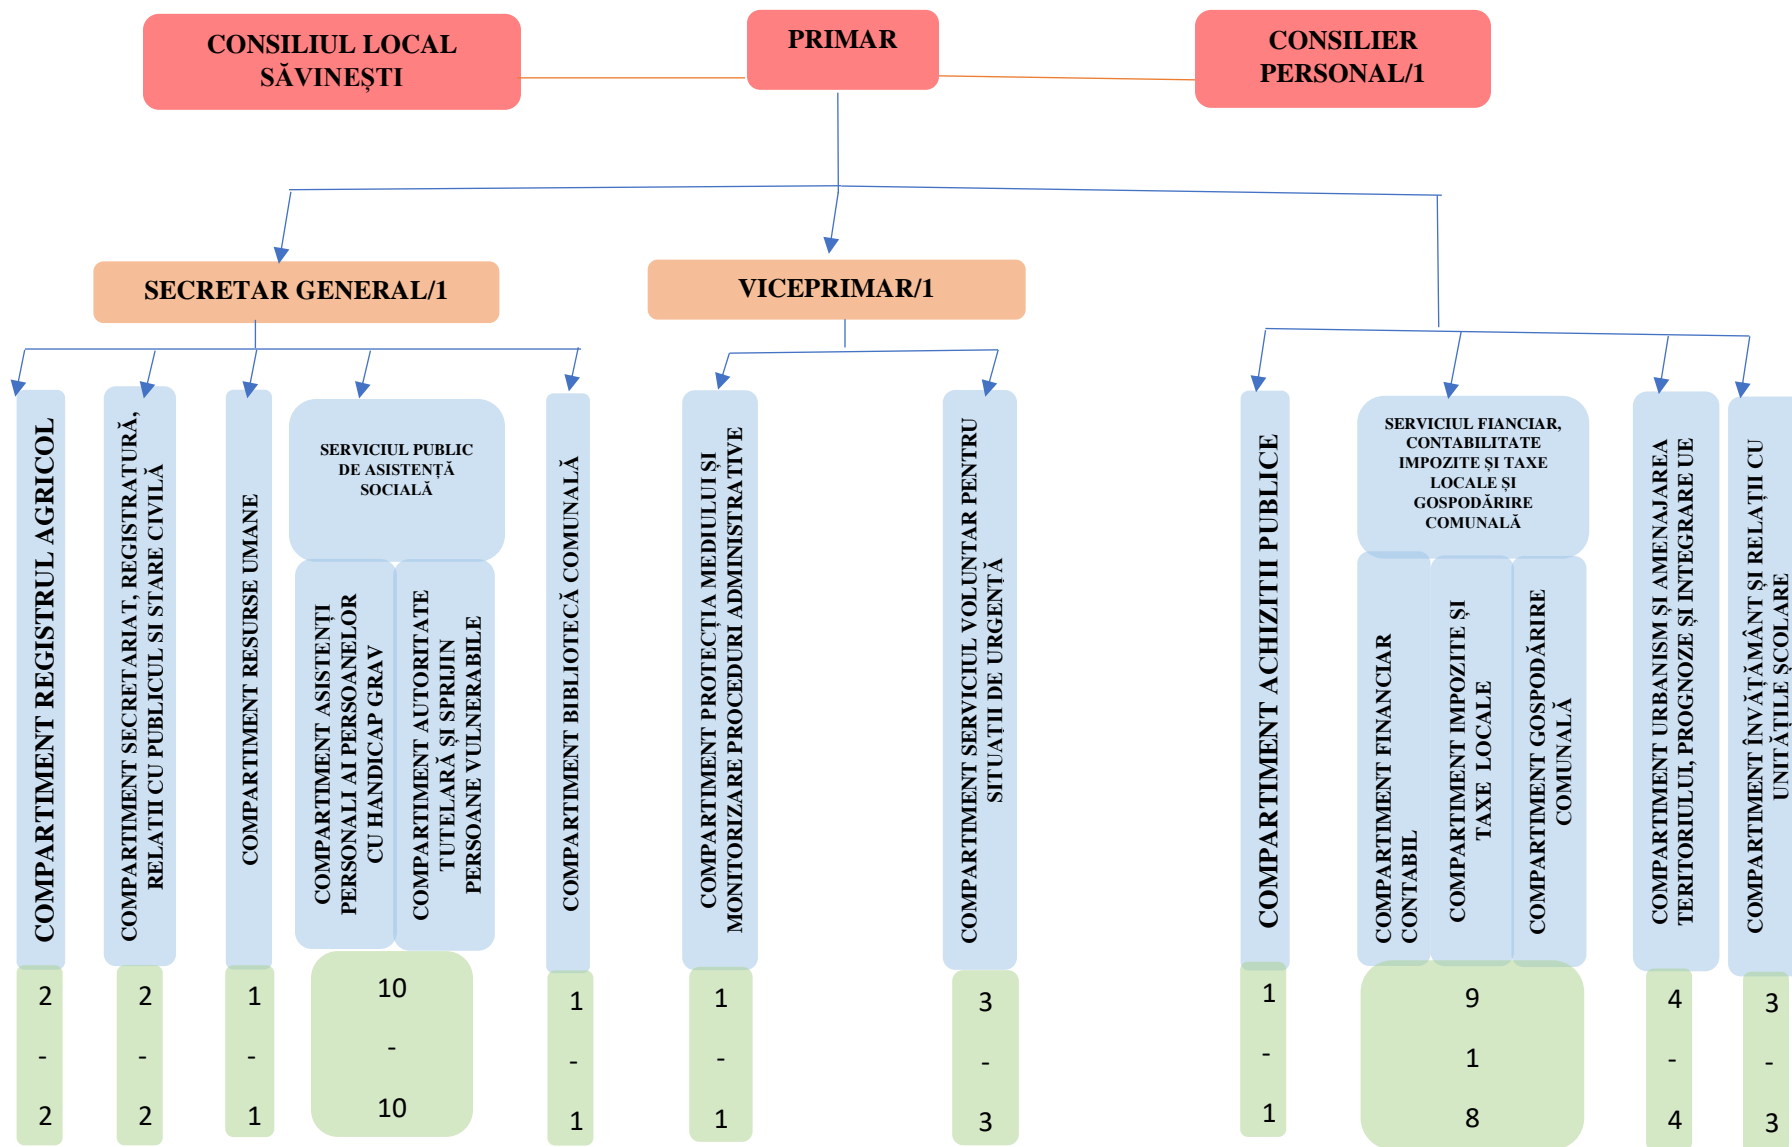 CONSILIUL LOCAL
SĂVINEȘTI
PRIMAR
CONSILIER
PERSONAL/1
SECRETAR GENERAL/1
VICEPRIMAR/1
COMPARTIMENT REGISTRUL AGRICOL
COMPARTIMENT SECRETARIAT, REGISTRATURĂ,
RELATII CU PUBLICUL SI STARE CIVILĂ
COMPARTIMENT RESURSE UMANE
SERVICIUL PUBLIC
DE ASISTENȚĂ
SOCIALĂ
COMPARTIMENT ASISTENȚI
PERSONALI AI PERSOANELOR
CU HANDICAP GRAV
COMPARTIMENT AUTORITATE
TUTELARĂ ȘI SPRIJIN
PERSOANE VULNERABILE
COMPARTIMENT BIBLIOTECĂ COMUNALĂ
COMPARTIMENT PROTECȚIA MEDIULUI ȘI
MONITORIZARE PROCEDURI ADMINISTRATIVE
COMPARTIMENT SERVICIUL VOLUNTAR PENTRU
SITUAȚII DE URGENȚĂ
COMPARTIMENT ACHIZITII PUBLICE
SERVICIUL FIANCIAR,
CONTABILITATE
IMPOZITE ȘI TAXE
LOCALE ȘI
GOSPODĂRIRE
COMUNALĂ
COMPARTIMENT FINANCIAR
CONTABIL
COMPARTIMENT IMPOZITE ȘI
TAXE LOCALE
COMPARTIMENT GOSPODĂRIRE
COMUNALĂ
COMPARTIMENT URBANISM ȘI AMENAJAREA
TERITORIULUI, PROGNOZE ȘI INTEGRARE UE
COMPARTIMENT ÎNVĂȚĂMÂNT ȘI RELAȚII CU
UNITĂȚILE ȘCOLARE
2 2 1 10 1 1 3 1 9 4 3
- - - - - - - - 1 - -
2 2 1 10 1 1 3 1 8 4 3